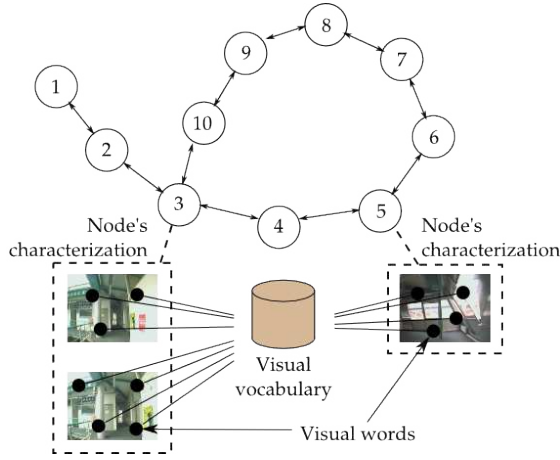 8
9
7
1
10
6
2
3
5
4
Node's
characterization
Node's
characterization
Visual
vocabulary
Visual words